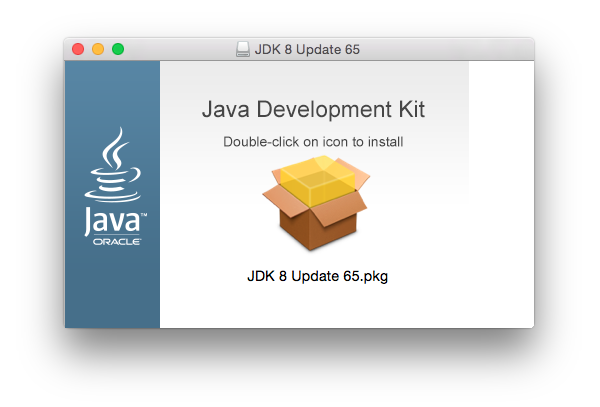 JDK 8 Update 65
Java Development Kit
Double-click on icon to install
Java™
ORACLE®
JDK 8 Update 65.pkg